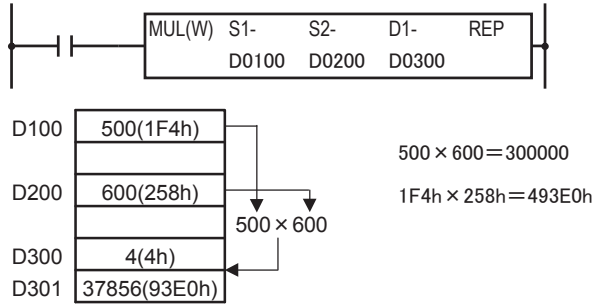 MUL(W) S1- S2- D1- REP
D0100 D0200 D0300
D100 500(1F4h)
500×600=300000
D200 600(258h)
1F4h×258h=493E0h
500×600
D300 4(4h)
D301 37856(93E0h)